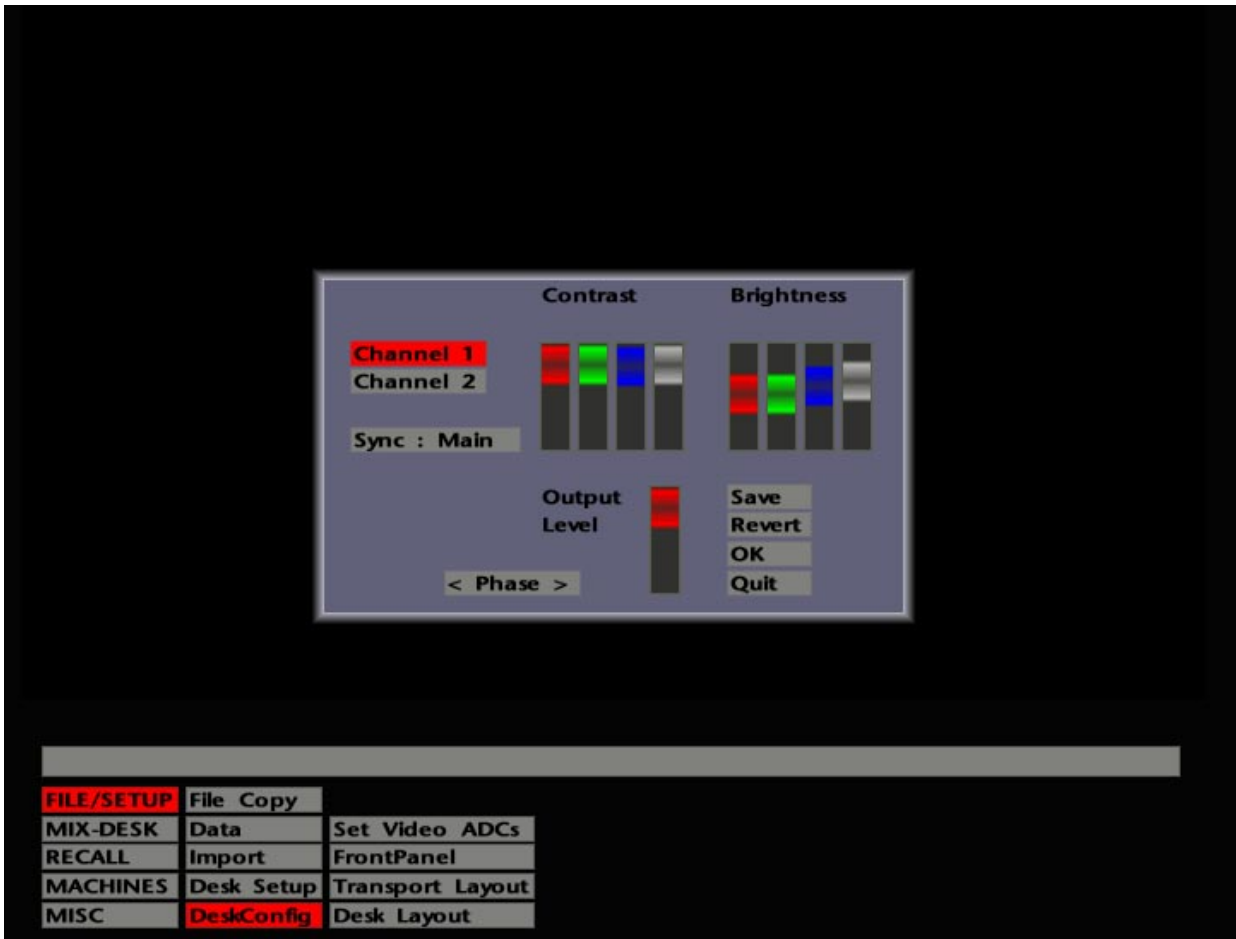 Contrast Brightness
Channel 1
Channel 2
Sync : Main
Output Save
Level Revert
OK
< Phase > Quit
FILE/SETUP File Copy
MIX-DESK Data Set Video ADCs
RECALL Import FrontPanel
MACHINES Desk Setup Transport Layout
MISC DeskConfig Desk Layout